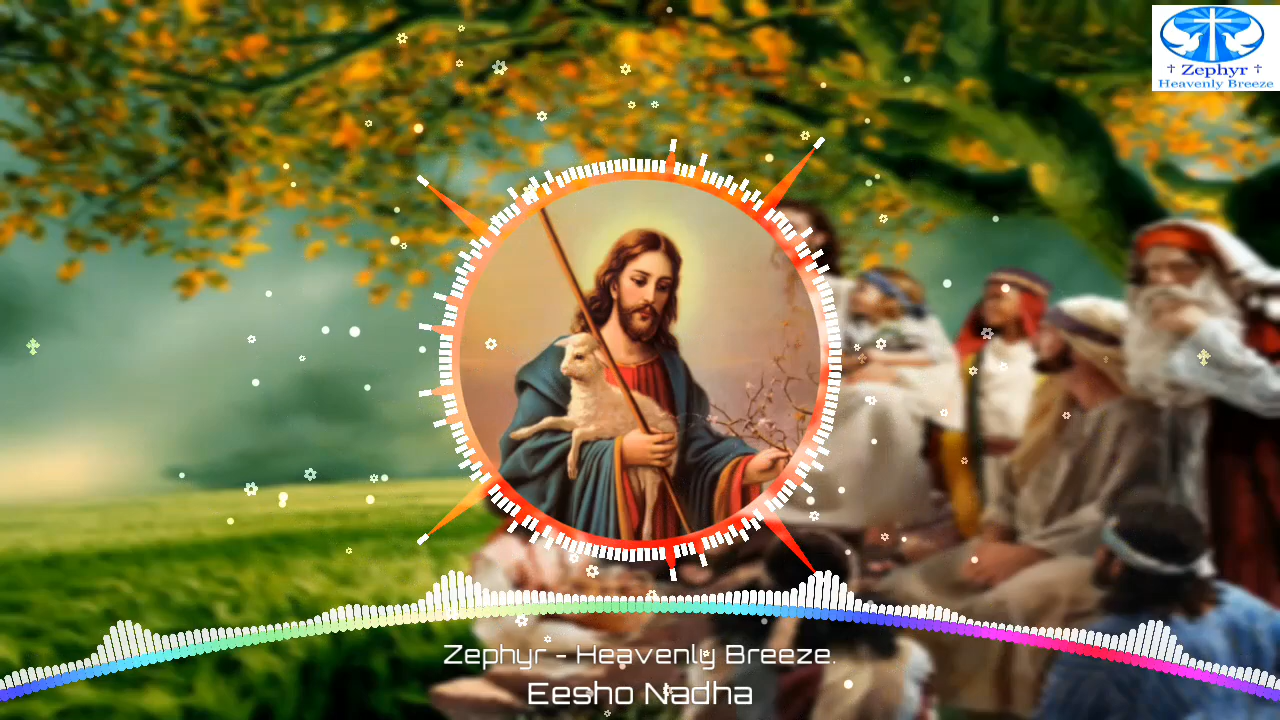 † Zephyr †
Heavenly Breeze
Zephyr - Heavenly Breeze.
Eesho Nadha